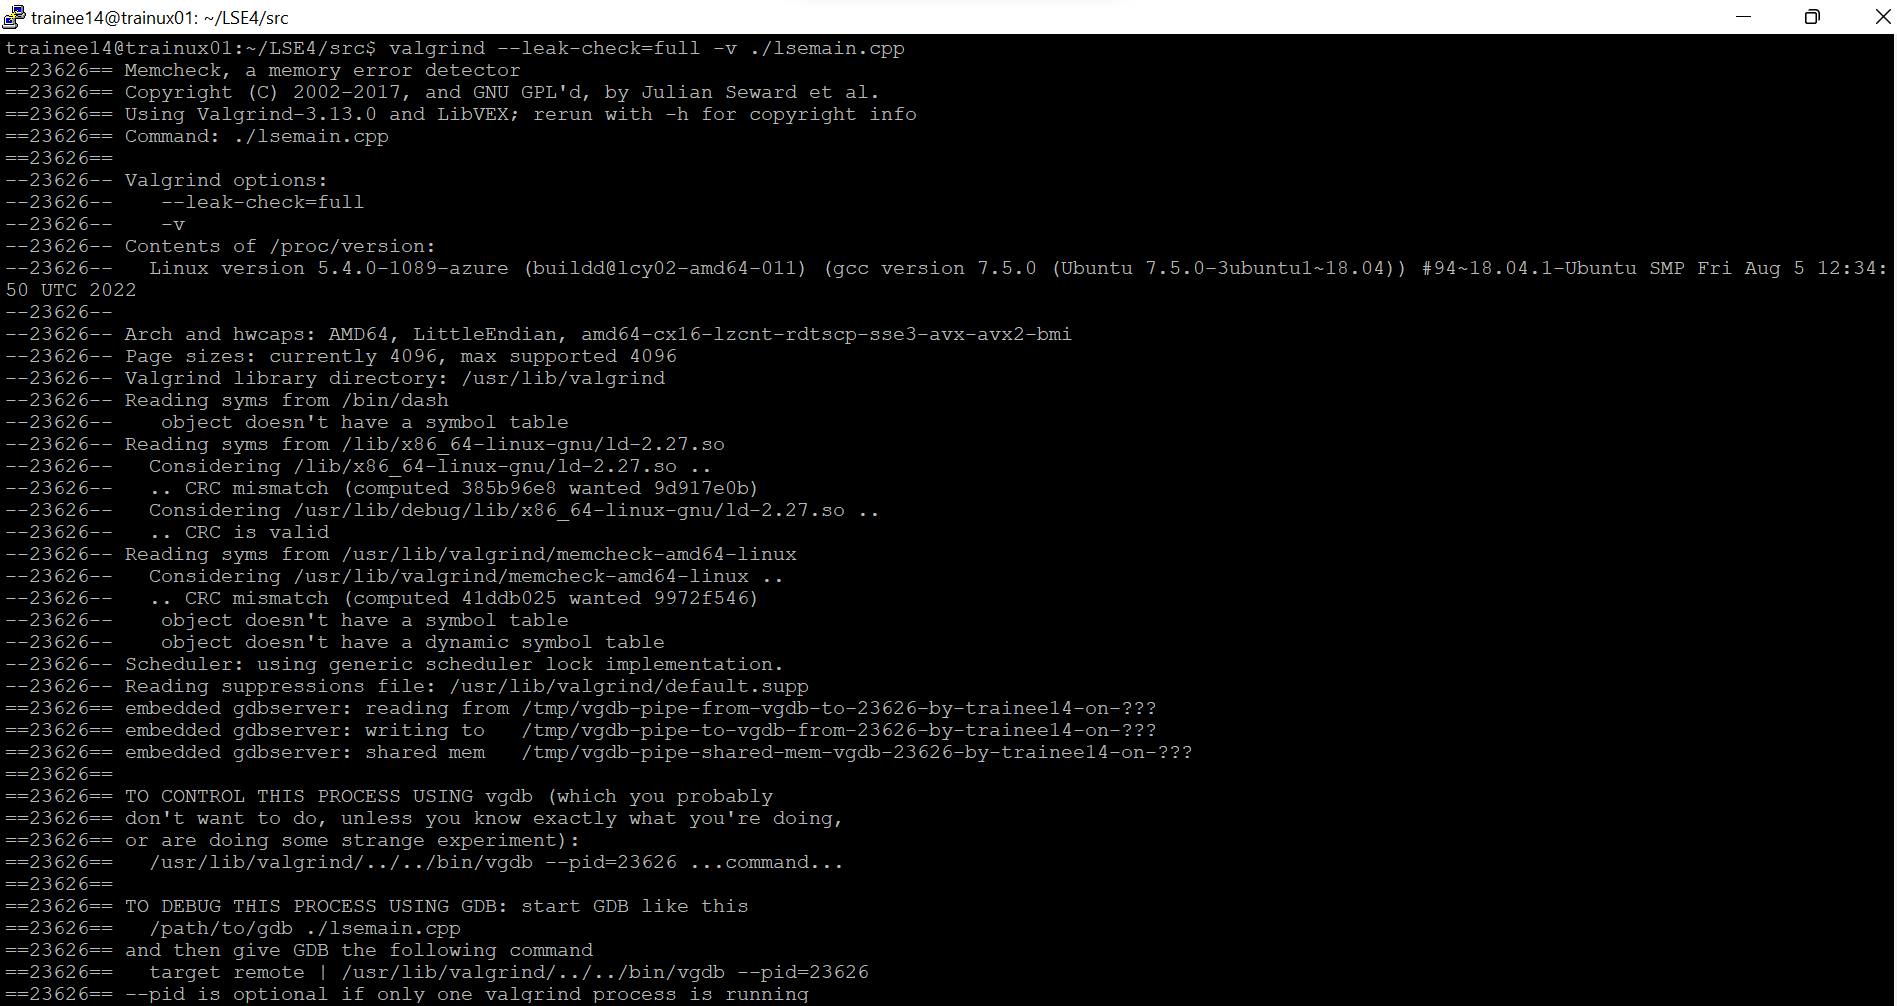 trainee14@trainux01: ~/LSE4/src
trainee14@trainux01:~/LSE4/src$ valgrind --leak-check=full -v ./lsemain.cpp
==23626== Memcheck, a memory error detector
==23626== Copyright (C) 2002-2017, and GNU GPL'd, by Julian Seward et al.
==23626== Using Valgrind-3.13.0 and LibVEX; rerun with -h for copyright info
==23626== Command: ./lsemain.cpp
==23626==
--23626-- Valgrind options:
--23626--    --leak-check=full
--23626--    -v
--23626-- Contents of /proc/version:
--23626--   Linux version 5.4.0-1089-azure (buildd@lcy02-amd64-011) (gcc version 7.5.0 (Ubuntu 7.5.0-3ubuntu1~18.04)) #94~18.04.1-Ubuntu SMP Fri Aug 5 12:34:
50 UTC 2022
--23626--
--23626-- Arch and hwcaps: AMD64, LittleEndian, amd64-cx16-lzcnt-rdtscp-sse3-avx-avx2-bmi
--23626-- Page sizes: currently 4096, max supported 4096
--23626-- Valgrind library directory: /usr/lib/valgrind
--23626-- Reading syms from /bin/dash
--23626--    object doesn't have a symbol table
--23626-- Reading syms from /lib/x86_64-linux-gnu/ld-2.27.so
--23626--   Considering /lib/x86_64-linux-gnu/ld-2.27.so ..
--23626--   .. CRC mismatch (computed 385b96e8 wanted 9d917e0b)
--23626--   Considering /usr/lib/debug/lib/x86_64-linux-gnu/ld-2.27.so ..
--23626--   .. CRC is valid
--23626-- Reading syms from /usr/lib/valgrind/memcheck-amd64-linux
--23626--   Considering /usr/lib/valgrind/memcheck-amd64-linux ..
--23626--   .. CRC mismatch (computed 41ddb025 wanted 9972f546)
--23626--    object doesn't have a symbol table
--23626--    object doesn't have a dynamic symbol table
--23626-- Scheduler: using generic scheduler lock implementation.
--23626-- Reading suppressions file: /usr/lib/valgrind/default.supp
==23626== embedded gdbserver: reading from /tmp/vgdb-pipe-from-vgdb-to-23626-by-trainee14-on-???
==23626== embedded gdbserver: writing to   /tmp/vgdb-pipe-to-vgdb-from-23626-by-trainee14-on-???
==23626== embedded gdbserver: shared mem   /tmp/vgdb-pipe-shared-mem-vgdb-23626-by-trainee14-on-???
==23626==
==23626== TO CONTROL THIS PROCESS USING vgdb (which you probably
==23626== don't want to do, unless you know exactly what you're doing,
==23626== or are doing some strange experiment):
==23626==   /usr/lib/valgrind/../../bin/vgdb --pid=23626 ...command...
==23626==
==23626== TO DEBUG THIS PROCESS USING GDB: start GDB like this
==23626==   /path/to/gdb ./lsemain.cpp
==23626== and then give GDB the following command
==23626==   target remote | /usr/lib/valgrind/../../bin/vgdb --pid=23626
==23626== --pid is optional if only one valgrind process is running